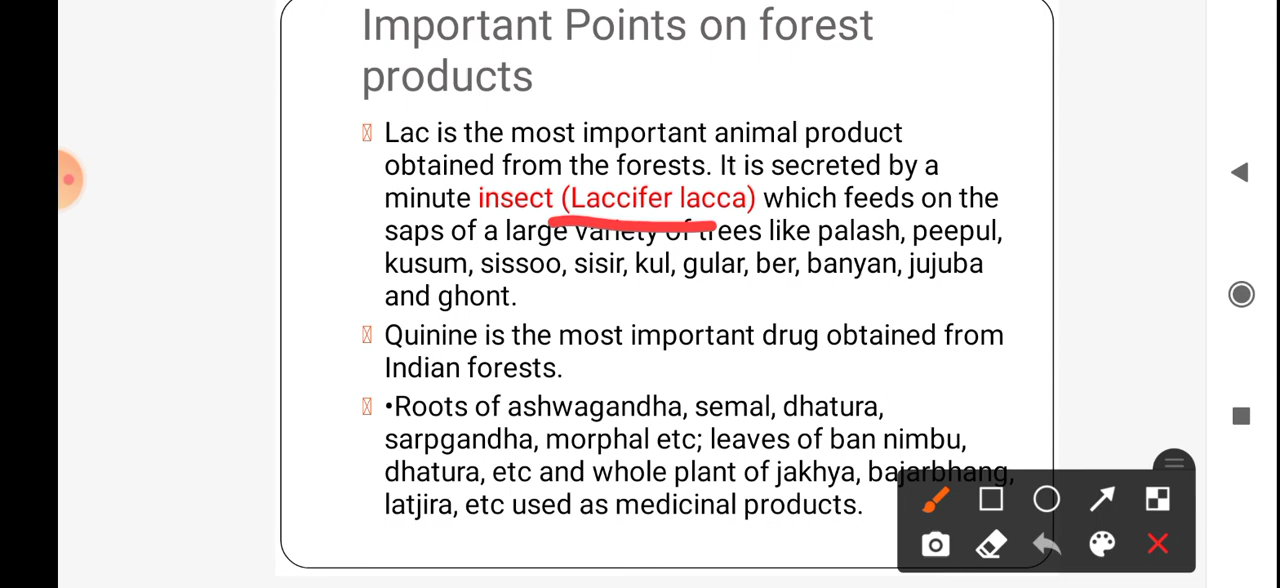 Important Points on forest
products
Lac is the most important animal product
obtained from the forests. It is secreted by a
minute insect (Laccifer lacca) which feeds on the
saps of a large variety of trees like palash, peepul,
kusum, sissoo, sisir, kul, gular, ber, banyan, jujuba
and ghont.
Quinine is the most important drug obtained from
Indian forests.
•Roots of ashwagandha, semal, dhatura,
sarpgandha, morphal etc; leaves of ban nimbu,
dhatura, etc and whole plant of jakhya, bajarbhang,
latjira, etc used as medicinal products.